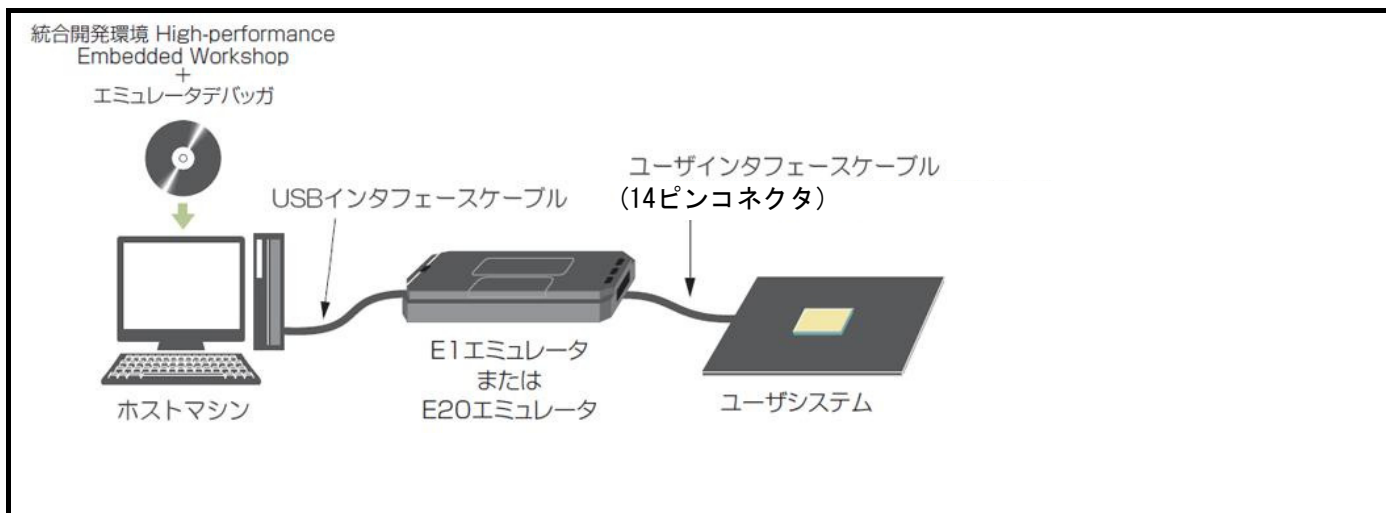 統合開発環境 High-performance
Embedded Workshop
+
エミュレータデバッガ
USBインタフェースケーブル
ユーザインタフェースケーブル
(14ピンコネクタ)
E1エミュレータ
または
E20エミュレータ
ホストマシン
ユーザシステム